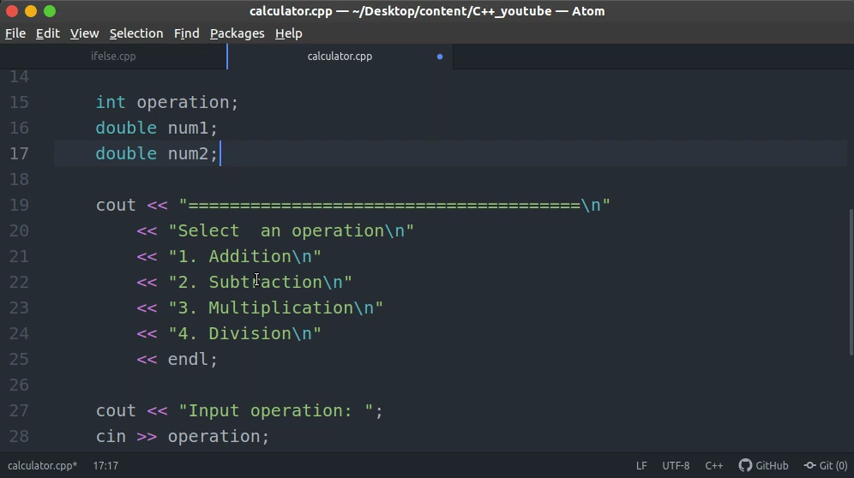 calculator.cpp — ~/Desktop/content/C++_youtube — Atom
File Edit View Selection Find Packages Help
ifelse.cpp calculator.cpp
14
15 int operation;
16 double num1;
17 double num2;
18
19 cout << "======================================\n"
20 << "Select  an operation\n"
21 << "1. Addition\n"
22 << "2. Subtraction\n"
23 << "3. Multiplication\n"
24 << "4. Division\n"
25 << endl;
26
27 cout << "Input operation: ";
28 cin >> operation;
calculator.cpp* 17:17 LF UTF-8 C++ GitHub Git (0)